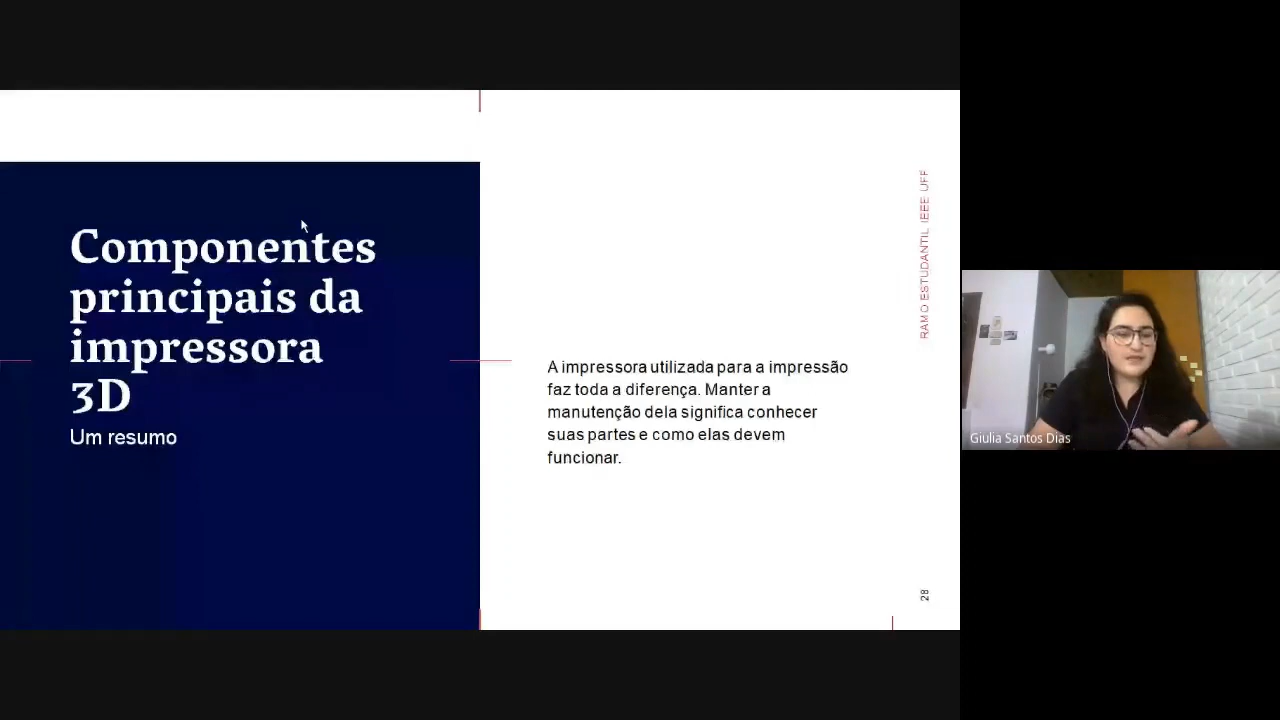 Componentes
principais da
impressora
3D
Um resumo
A impressora utilizada para a impressão
faz toda a diferença. Manter a
manutenção dela significa conhecer
suas partes e como elas devem
funcionar.
RAMO ESTUDANTIL IEEE UFF
28
Giulia Santos Dias